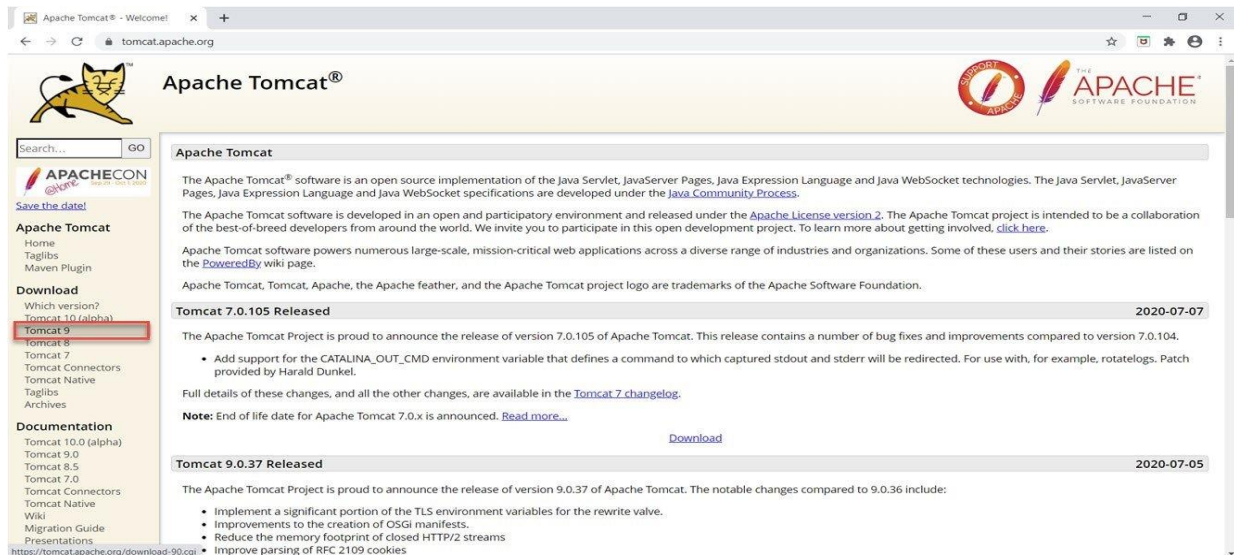 Apache Tomcat® - Welcome!
tomcat.apache.org
TM
Apache Tomcat®
SUPPORT
APACHE
THE
APACHE®
SOFTWARE FOUNDATION
Search... GO
APACHECON
@Home Sep 29 - Oct 1 2020
Save the date!
Apache Tomcat
Home
Taglibs
Maven Plugin
Download
Which version?
Tomcat 10 (alpha)
Tomcat 9
Tomcat 8
Tomcat 7
Tomcat Connectors
Tomcat Native
Taglibs
Archives
Documentation
Tomcat 10.0 (alpha)
Tomcat 9.0
Tomcat 8.5
Tomcat 7.0
Tomcat Connectors
Tomcat Native
Wiki
Migration Guide
Presentations
https://tomcat.apache.org/download-90.cgi
Apache Tomcat
The Apache Tomcat® software is an open source implementation of the Java Servlet, JavaServer Pages, Java Expression Language and Java WebSocket technologies. The Java Servlet, JavaServer
Pages, Java Expression Language and Java WebSocket specifications are developed under the Java Community Process.
The Apache Tomcat software is developed in an open and participatory environment and released under the Apache License version 2. The Apache Tomcat project is intended to be a collaboration
of the best-of-breed developers from around the world. We invite you to participate in this open development project. To learn more about getting involved, click here.
Apache Tomcat software powers numerous large-scale, mission-critical web applications across a diverse range of industries and organizations. Some of these users and their stories are listed on
the PoweredBy wiki page.
Apache Tomcat, Tomcat, Apache, the Apache feather, and the Apache Tomcat project logo are trademarks of the Apache Software Foundation.
Tomcat 7.0.105 Released 2020-07-07
The Apache Tomcat Project is proud to announce the release of version 7.0.105 of Apache Tomcat. This release contains a number of bug fixes and improvements compared to version 7.0.104.
• Add support for the CATALINA_OUT_CMD environment variable that defines a command to which captured stdout and stderr will be redirected. For use with, for example, rotatelogs. Patch
provided by Harald Dunkel.
Full details of these changes, and all the other changes, are available in the Tomcat 7 changelog.
Note: End of life date for Apache Tomcat 7.0.x is announced. Read more...
Download
Tomcat 9.0.37 Released 2020-07-05
The Apache Tomcat Project is proud to announce the release of version 9.0.37 of Apache Tomcat. The notable changes compared to 9.0.36 include:
• Implement a significant portion of the TLS environment variables for the rewrite valve.
• Improvements to the creation of OSGi manifests.
• Reduce the memory footprint of closed HTTP/2 streams
• Improve parsing of RFC 2109 cookies